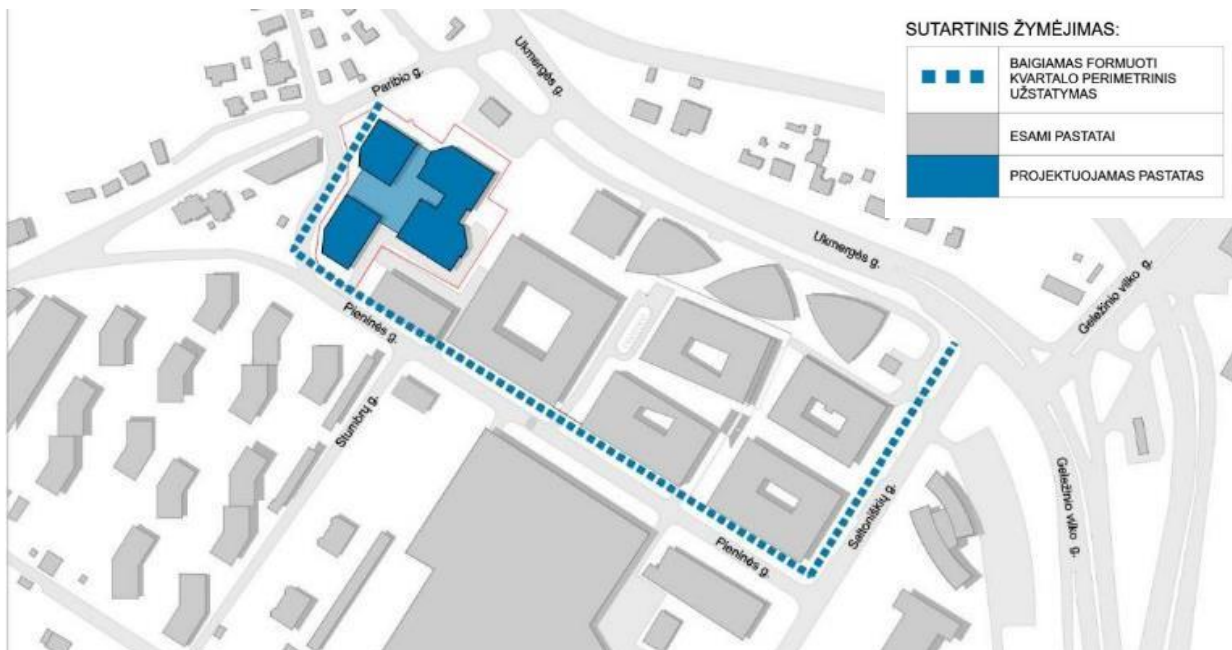 SUTARTINIS ŽYMĖJIMAS:
BAIGIAMAS FORMUOTI
KVARTALO PERIMETRINIS
UŽSTATYMAS
ESAMI PASTATAI
PROJEKTUOJAMAS PASTATAS
Paribio g.
Ukmergės g.
Ukmergės g.
Geležinio vilko g.
Pieninės g.
Stumbrų g.
Saltoniškių g.
Geležinio vilko g.
Pieninės g.